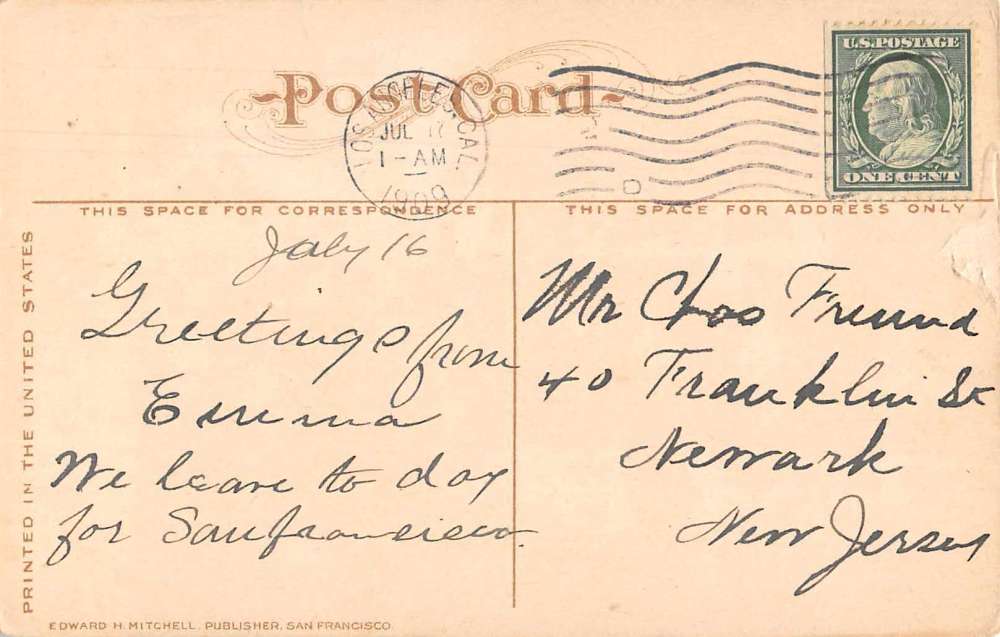 Post Card
LOS ANGELES, CAL.
JUL 17
1-AM
1909
U.S. POSTAGE
ONE CENT
THIS SPACE FOR CORRESPONDENCE
THIS SPACE FOR ADDRESS ONLY
PRINTED IN THE UNITED STATES
July 16
Greetings from
Emma
We leave to day
for Sanfrancisco.
Mr Chas Freund
40 Franklin St
Newark
New Jersey
EDWARD H. MITCHELL, PUBLISHER, SAN FRANCISCO.